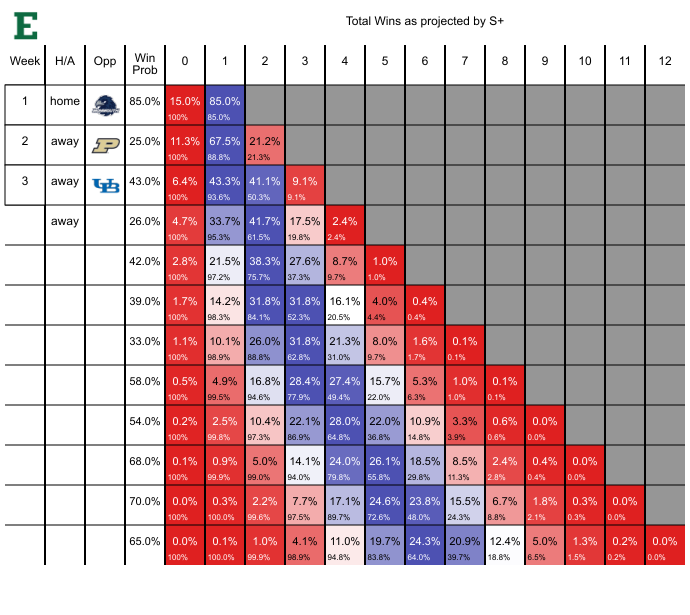 E
Total Wins as projected by S+
Week H/A Opp Win Prob 0 1 2 3 4 5 6 7 8 9 10 11 12
1 home 85.0% 15.0% 85.0%
100% 85.0%
2 away P 25.0% 11.3% 67.5% 21.2%
100% 88.8% 21.3%
3 away UB 43.0% 6.4% 43.3% 41.1% 9.1%
100% 93.6% 50.3% 9.1%
away 26.0% 4.7% 33.7% 41.7% 17.5% 2.4%
100% 95.3% 61.5% 19.8% 2.4%
42.0% 2.8% 21.5% 38.3% 27.6% 8.7% 1.0%
100% 97.2% 75.7% 37.3% 9.7% 1.0%
39.0% 1.7% 14.2% 31.8% 31.8% 16.1% 4.0% 0.4%
100% 98.3% 84.1% 52.3% 20.5% 4.4% 0.4%
33.0% 1.1% 10.1% 26.0% 31.8% 21.3% 8.0% 1.6% 0.1%
100% 98.9% 88.8% 62.8% 31.0% 9.7% 1.7% 0.1%
58.0% 0.5% 4.9% 16.8% 28.4% 27.4% 15.7% 5.3% 1.0% 0.1%
100% 99.5% 94.6% 77.9% 49.4% 22.0% 6.3% 1.0% 0.1%
54.0% 0.2% 2.5% 10.4% 22.1% 28.0% 22.0% 10.9% 3.3% 0.6% 0.0%
100% 99.8% 97.3% 86.9% 64.8% 36.8% 14.8% 3.9% 0.6% 0.0%
68.0% 0.1% 0.9% 5.0% 14.1% 24.0% 26.1% 18.5% 8.5% 2.4% 0.4% 0.0%
100% 99.9% 99.0% 94.0% 79.8% 55.8% 29.8% 11.3% 2.8% 0.4% 0.0%
70.0% 0.0% 0.3% 2.2% 7.7% 17.1% 24.6% 23.8% 15.5% 6.7% 1.8% 0.3% 0.0%
100% 100.0% 99.6% 97.5% 89.7% 72.6% 48.0% 24.3% 8.8% 2.1% 0.3% 0.0%
65.0% 0.0% 0.1% 1.0% 4.1% 11.0% 19.7% 24.3% 20.9% 12.4% 5.0% 1.3% 0.2% 0.0%
100% 100.0% 99.9% 98.9% 94.8% 83.8% 64.0% 39.7% 18.8% 6.5% 1.5% 0.2% 0.0%